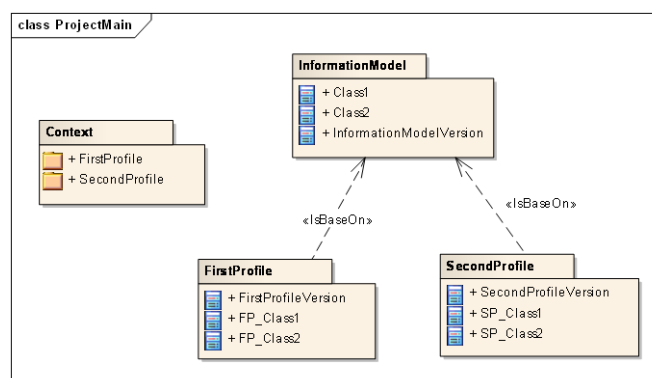 class ProjectMain
InformationModel
+ Class1
+ Class2
+ InformationModelVersion
Context
+ FirstProfile
+ SecondProfile
«IsBaseOn»
«IsBaseOn»
FirstProfile
+ FirstProfileVersion
+ FP_Class1
+ FP_Class2
SecondProfile
+ SecondProfileVersion
+ SP_Class1
+ SP_Class2